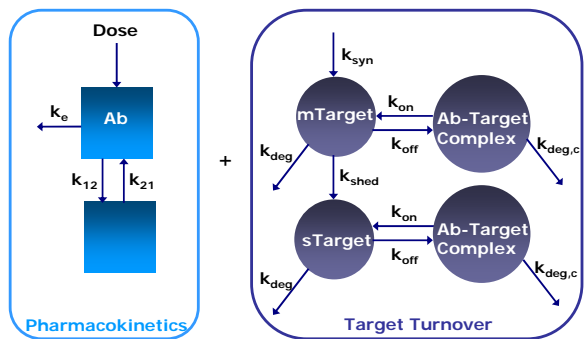 Dose
ke
Ab
k12
k21
Pharmacokinetics
+
ksyn
mTarget
kon
koff
Ab-Target
Complex
kdeg
kdeg,c
kshed
sTarget
kon
koff
Ab-Target
Complex
kdeg
kdeg,c
Target Turnover